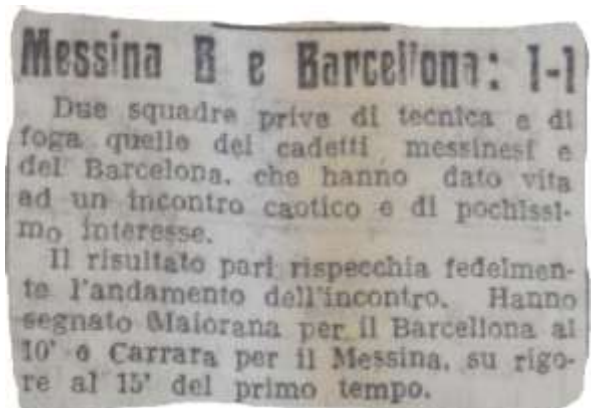 Messina B e Barcellona: 1-1
Due squadre prive di tecnica e di
foga quelle dei cadetti messinesi e
del Barcelona, che hanno dato vita
ad un incontro caotico e di pochissi-
mo interesse.
Il risultato pari rispecchia fedelmen-
te l'andamento dell'incontro. Hanno
segnato Maiorana per il Barcellona al
10' e Carrara per il Messina, su rigo-
re al 15' del primo tempo.